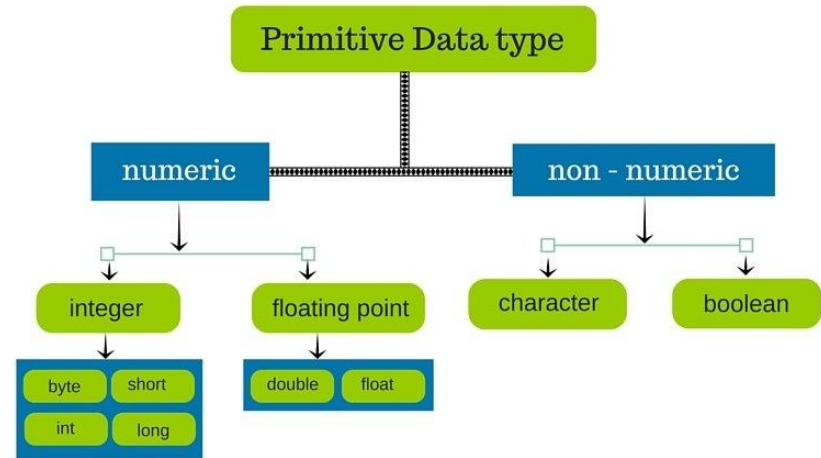 Primitive Data type
numeric
non - numeric
integer
floating point
character
boolean
byte
short
double
float
int
long